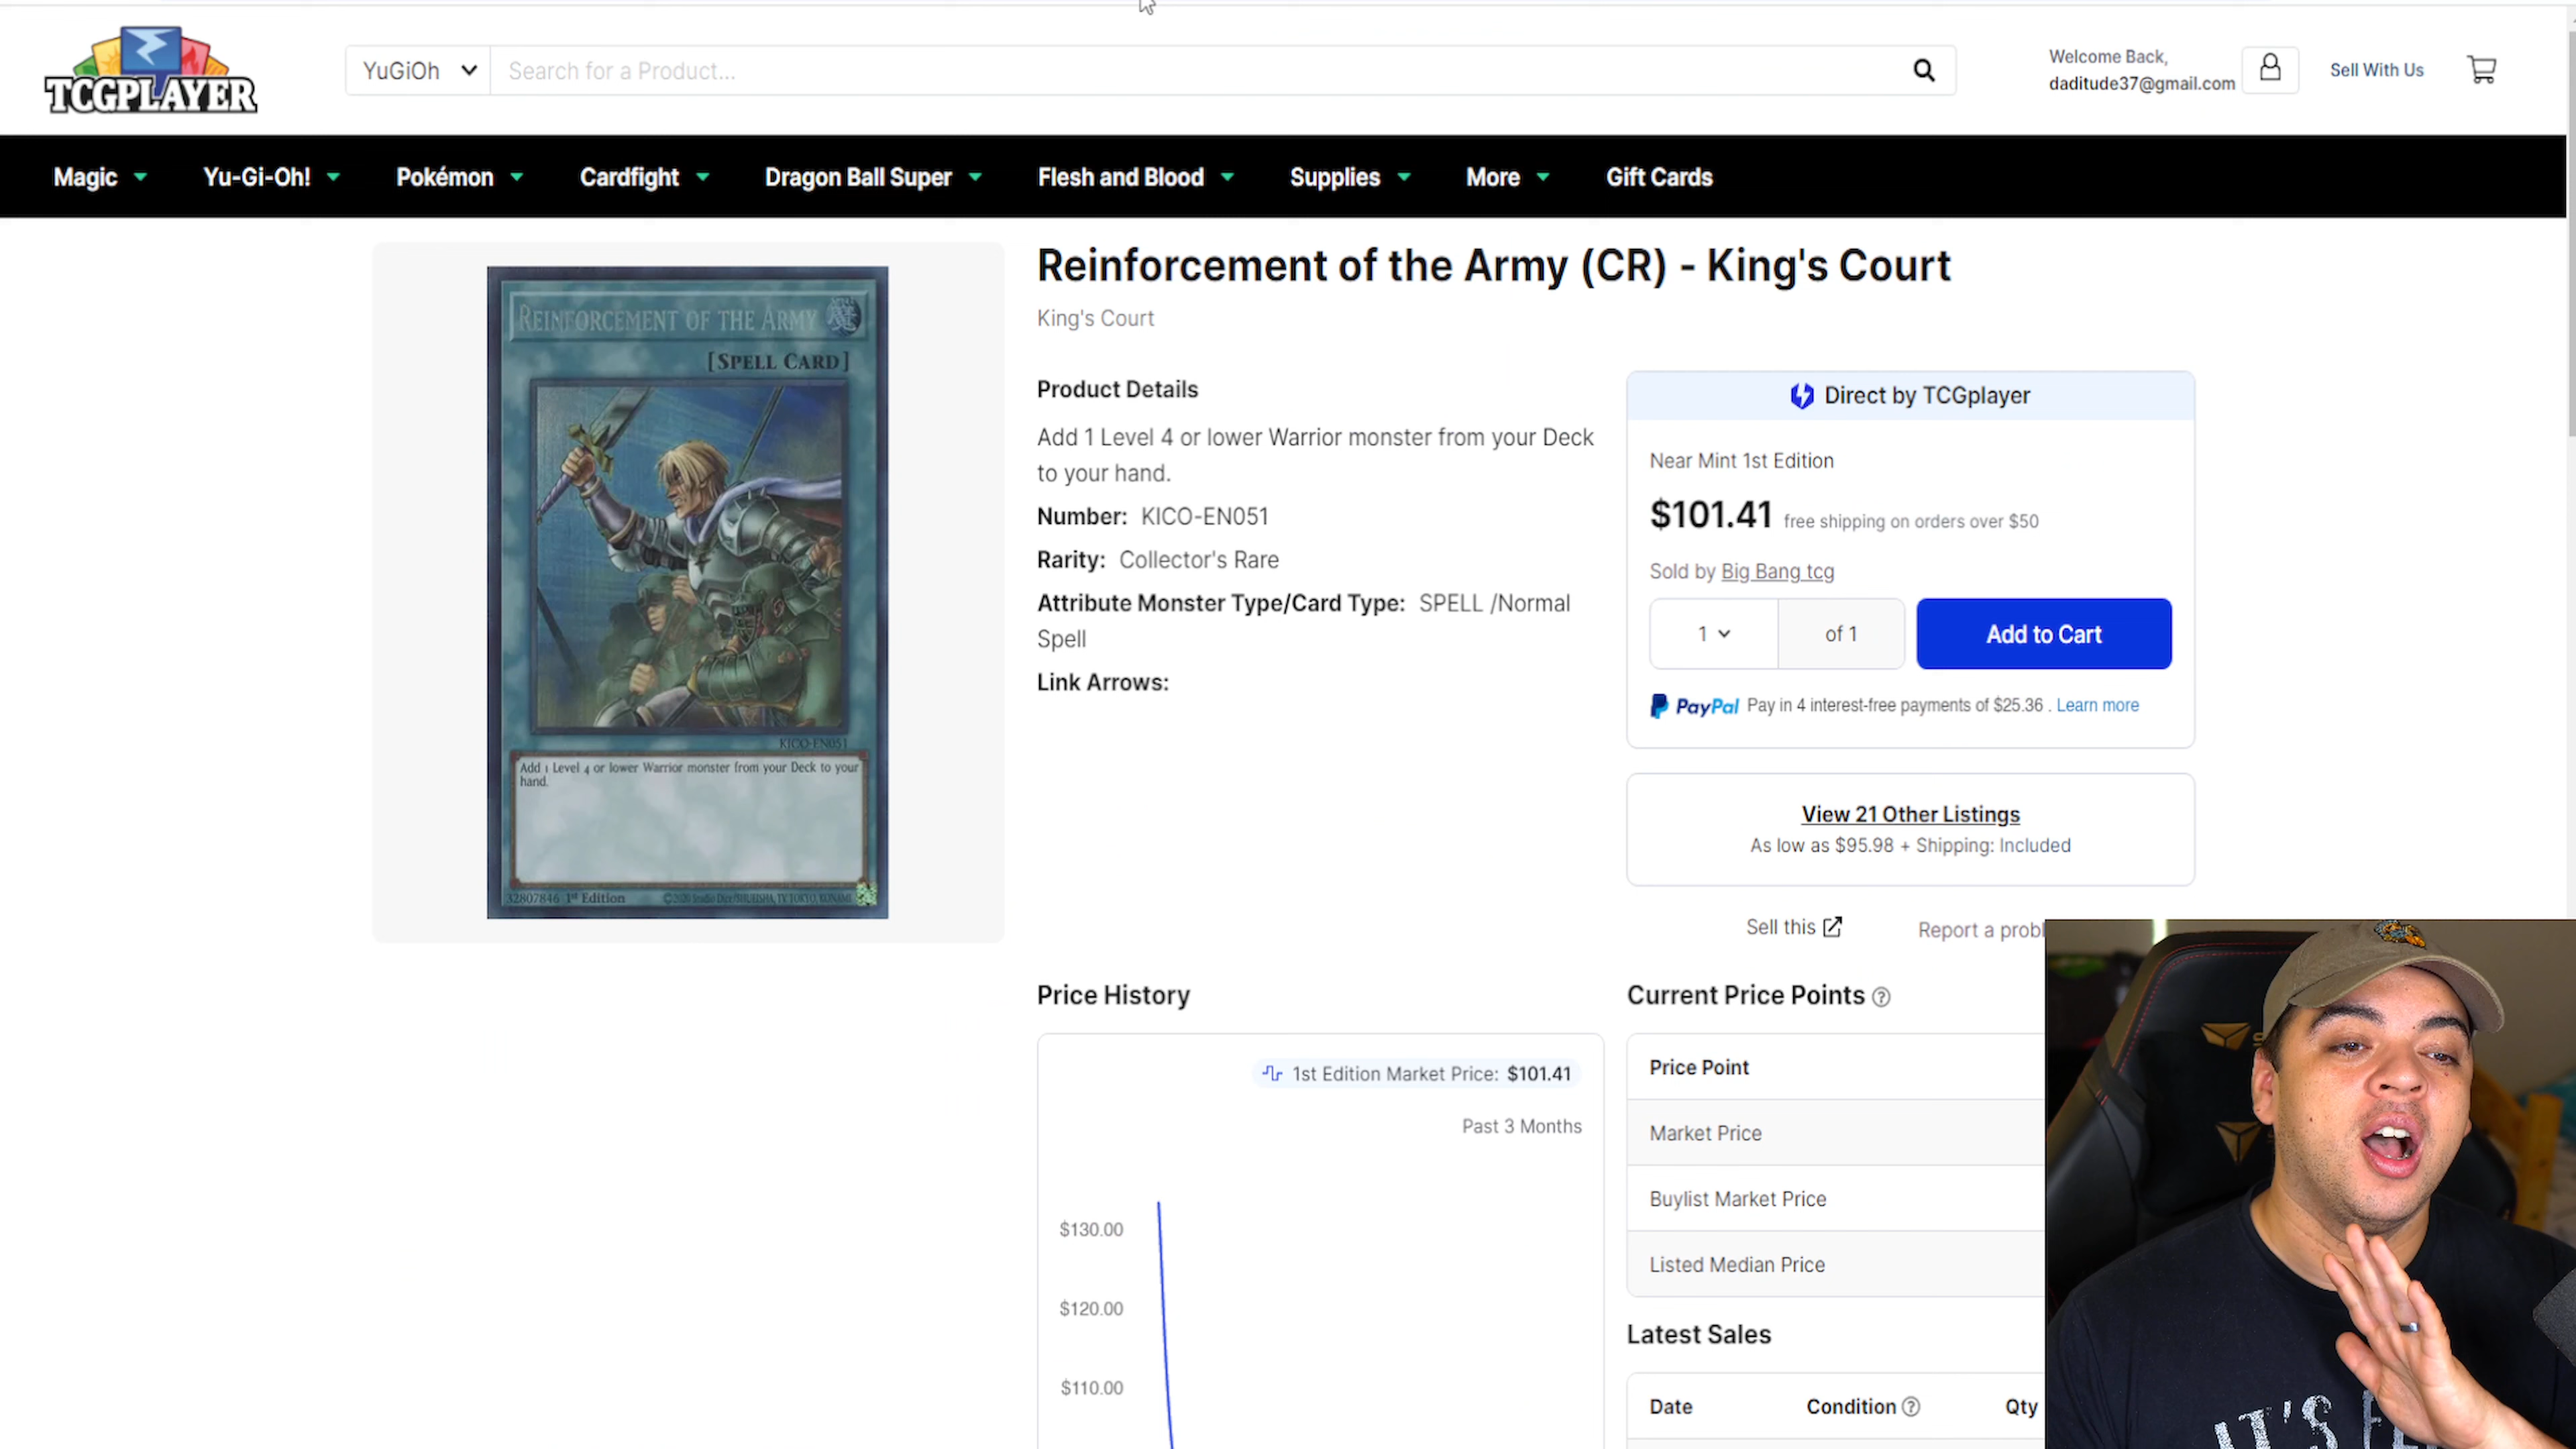 TCGPLAYER
YuGiOh
Search for a Product...
Welcome Back,
daditude37@gmail.com
Sell With Us
Magic
Yu-Gi-Oh!
Pokémon
Cardfight
Dragon Ball Super
Flesh and Blood
Supplies
More
Gift Cards
REINFORCEMENT OF THE ARMY
[SPELL CARD]
KICO-EN051
Add 1 Level 4 or lower Warrior monster from your Deck to your
hand.
32807846 1st Edition
Reinforcement of the Army (CR) - King's Court
King's Court
Product Details
Add 1 Level 4 or lower Warrior monster from your Deck
to your hand.
Number: KICO-EN051
Rarity: Collector's Rare
Attribute Monster Type/Card Type: SPELL /Normal
Spell
Link Arrows:
Direct by TCGplayer
Near Mint 1st Edition
$101.41 free shipping on orders over $50
Sold by Big Bang tcg
1
of 1
Add to Cart
PayPal Pay in 4 interest-free payments of $25.36 . Learn more
View 21 Other Listings
As low as $95.98 + Shipping: Included
Sell this
Report a probl
Price History
1st Edition Market Price: $101.41
Past 3 Months
$130.00
$120.00
$110.00
Current Price Points
Price Point
Market Price
Buylist Market Price
Listed Median Price
Latest Sales
Date
Condition
Qty
IT'S